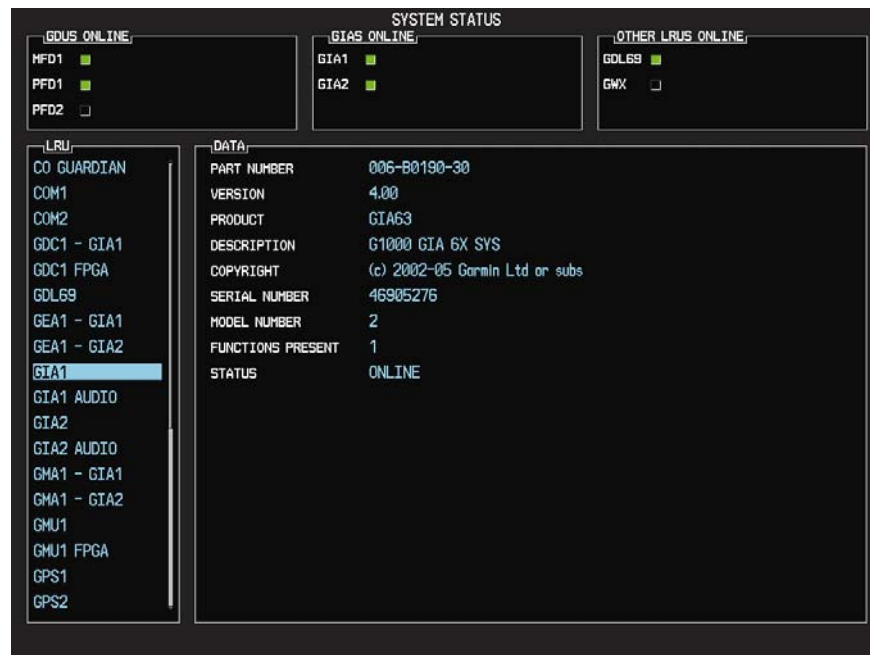 SYSTEM STATUS
GDUS ONLINE
MFD1
PFD1
PFD2
GIAS ONLINE
GIA1
GIA2
OTHER LRUS ONLINE
GDL69
GWX
LRU
CO GUARDIAN
COM1
COM2
GDC1 - GIA1
GDC1 FPGA
GDL69
GEA1 - GIA1
GEA1 - GIA2
GIA1
GIA1 AUDIO
GIA2
GIA2 AUDIO
GMA1 - GIA1
GMA1 - GIA2
GMU1
GMU1 FPGA
GPS1
GPS2
DATA
PART NUMBER 006-B0190-30
VERSION 4.00
PRODUCT GIA63
DESCRIPTION G1000 GIA 6X SYS
COPYRIGHT (c) 2002-05 Garmin Ltd or subs
SERIAL NUMBER 46905276
MODEL NUMBER 2
FUNCTIONS PRESENT 1
STATUS ONLINE